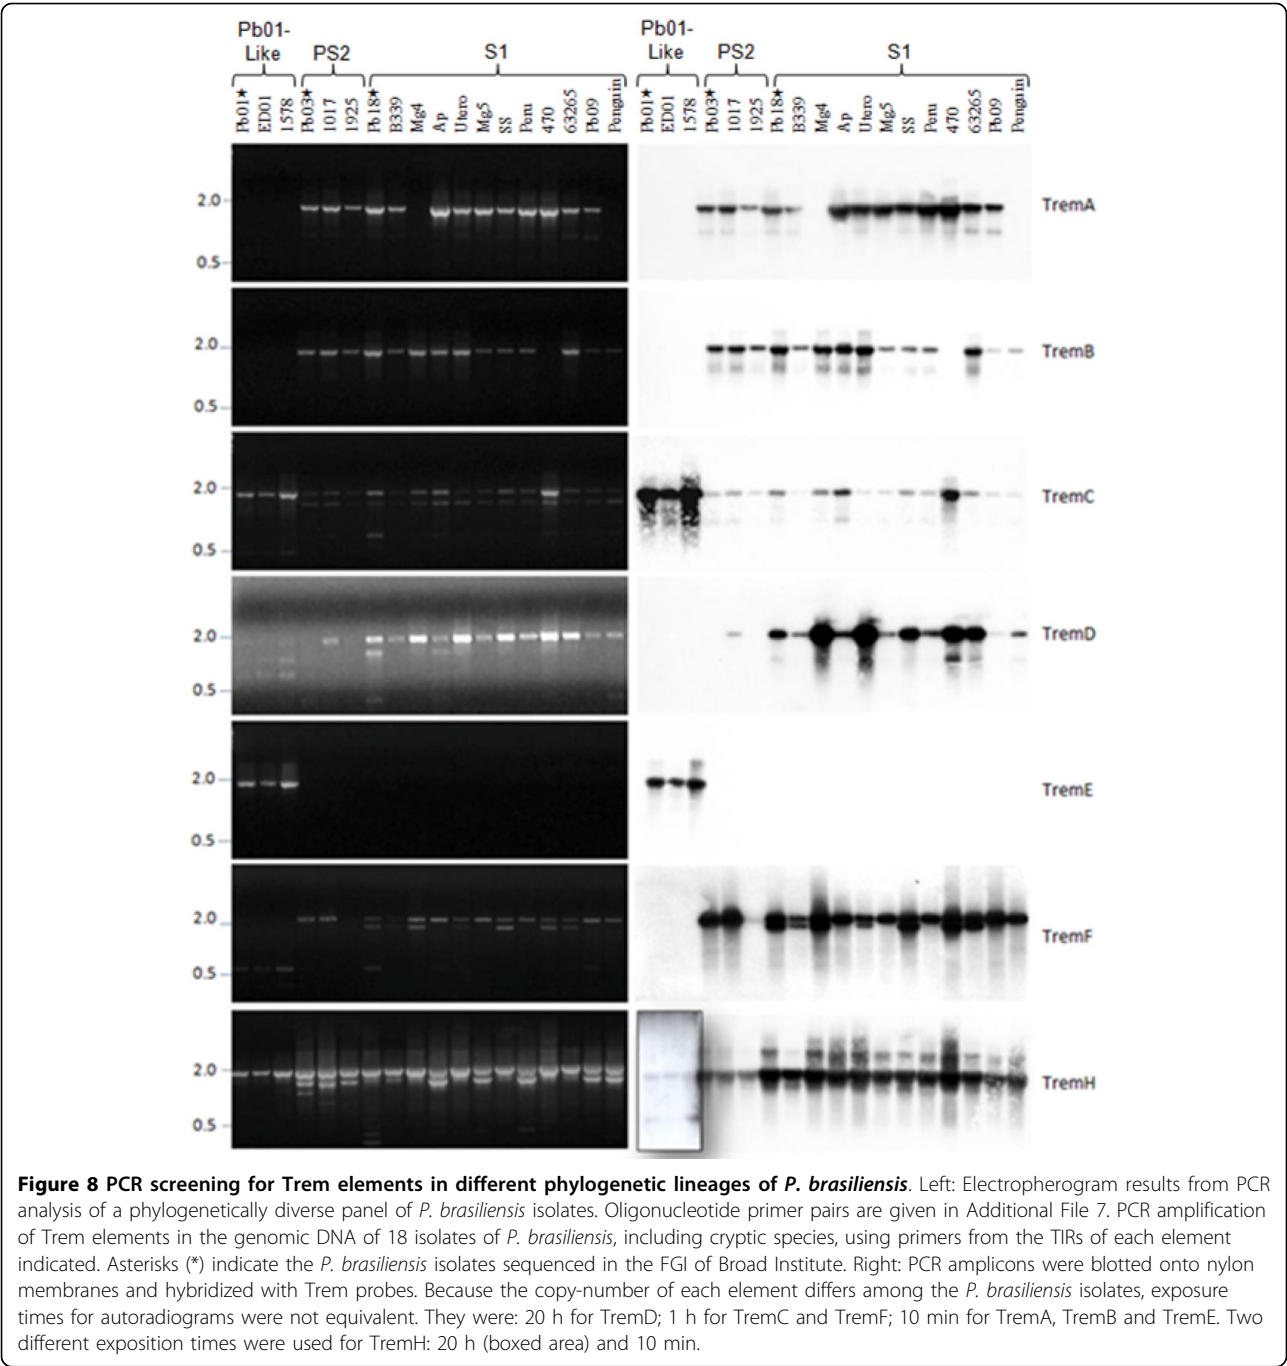 Pb01-
Like
PS2
S1
Pb01-
Like
PS2
S1
Pb01★
ED01
1578
Pb03★
1017
1925
Pb18★
B339
Mg4
Ap
Utero
Mg5
SS
Peru
470
63265
Pb09
Penguin
Pb01★
ED01
1578
Pb03★
1017
1925
Pb18★
B339
Mg4
Ap
Utero
Mg5
SS
Peru
470
63265
Pb09
Penguin
2.0
0.5
TremA
2.0
0.5
TremB
2.0
0.5
TremC
2.0
0.5
TremD
2.0
0.5
TremE
2.0
0.5
TremF
2.0
0.5
TremH
Figure 8 PCR screening for Trem elements in different phylogenetic lineages of P. brasiliensis. Left: Electropherogram results from PCR
analysis of a phylogenetically diverse panel of P. brasiliensis isolates. Oligonucleotide primer pairs are given in Additional File 7. PCR amplification
of Trem elements in the genomic DNA of 18 isolates of P. brasiliensis, including cryptic species, using primers from the TIRs of each element
indicated. Asterisks (*) indicate the P. brasiliensis isolates sequenced in the FGI of Broad Institute. Right: PCR amplicons were blotted onto nylon
membranes and hybridized with Trem probes. Because the copy-number of each element differs among the P. brasiliensis isolates, exposure
times for autoradiograms were not equivalent. They were: 20 h for TremD; 1 h for TremC and TremF; 10 min for TremA, TremB and TremE. Two
different exposition times were used for TremH: 20 h (boxed area) and 10 min.